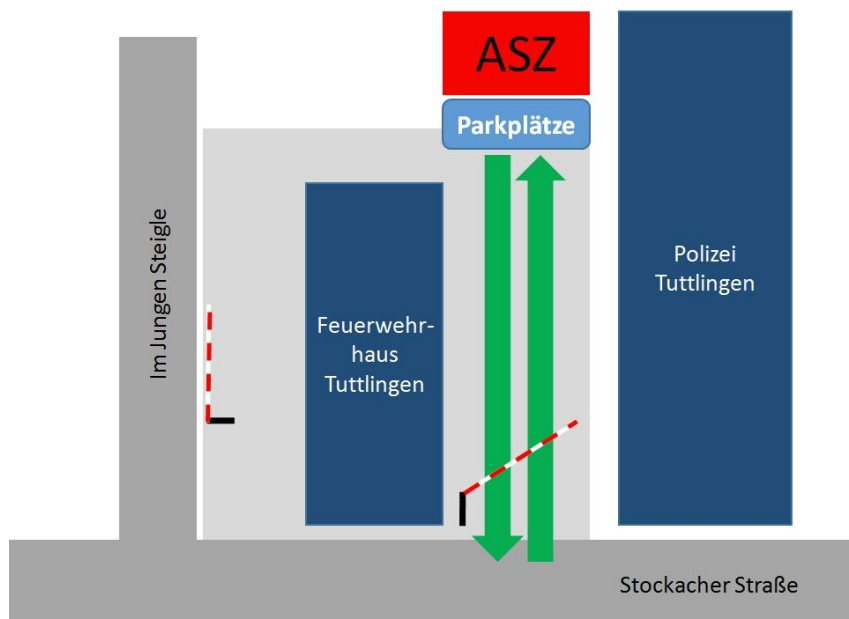 ASZ
Parkplätze
Im Jungen Steigle
Feuerwehr-
haus
Tuttlingen
Polizei
Tuttlingen
Stockacher Straße